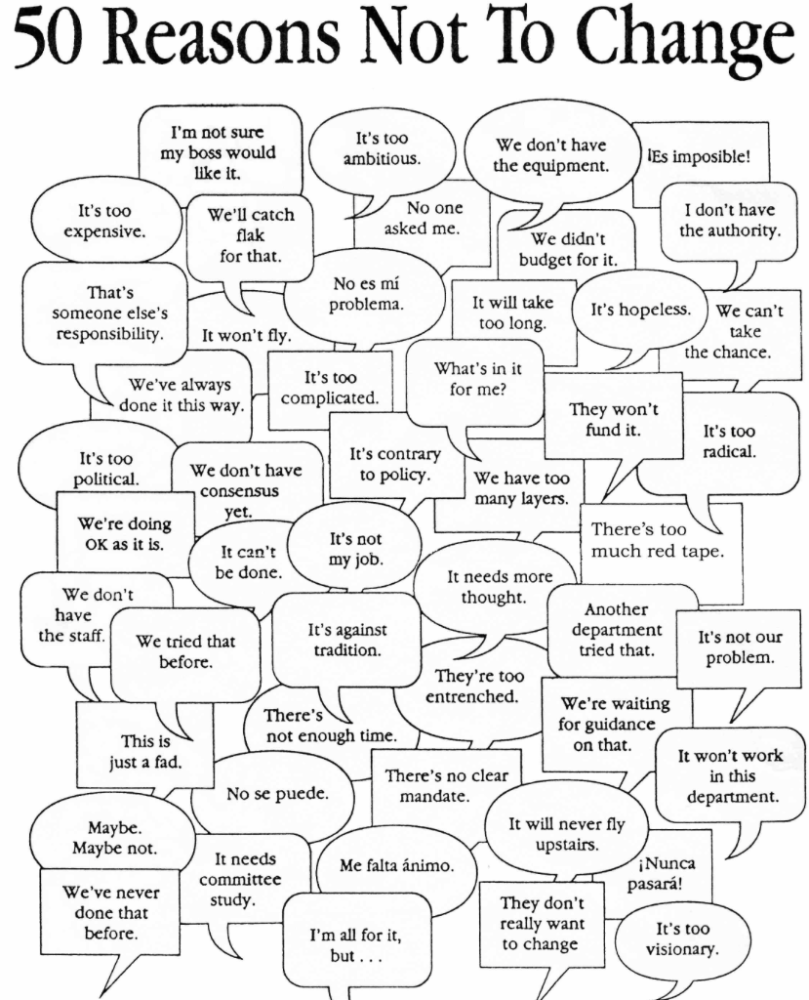 50 Reasons Not To Change
I'm not sure
my boss would
like it.
It's too
ambitious.
We don't have
the equipment.
¡Es imposible!
It's too
expensive.
We'll catch
flak
for that.
No one
asked me.
We didn't
budget for it.
I don't have
the authority.
That's
someone else's
responsibility.
It won't fly.
No es mí
problema.
It will take
too long.
It's hopeless.
We can't
take
the chance.
We've always
done it this way.
It's too
complicated.
What's in it
for me?
They won't
fund it.
It's too
radical.
It's too
political.
We don't have
consensus
yet.
It's contrary
to policy.
We have too
many layers.
We're doing
OK as it is.
It can't
be done.
It's not
my job.
There's too
much red tape.
It needs more
thought.
We don't
have
the staff.
We tried that
before.
It's against
tradition.
Another
department
tried that.
It's not our
problem.
They're too
entrenched.
There's
not enough time.
We're waiting
for guidance
on that.
This is
just a fad.
It won't work
in this
department.
No se puede.
There's no clear
mandate.
It will never fly
upstairs.
Maybe.
Maybe not.
It needs
committee
study.
Me falta ánimo.
¡Nunca
pasará!
We've never
done that
before.
I'm all for it,
but . . .
They don't
really want
to change
It's too
visionary.